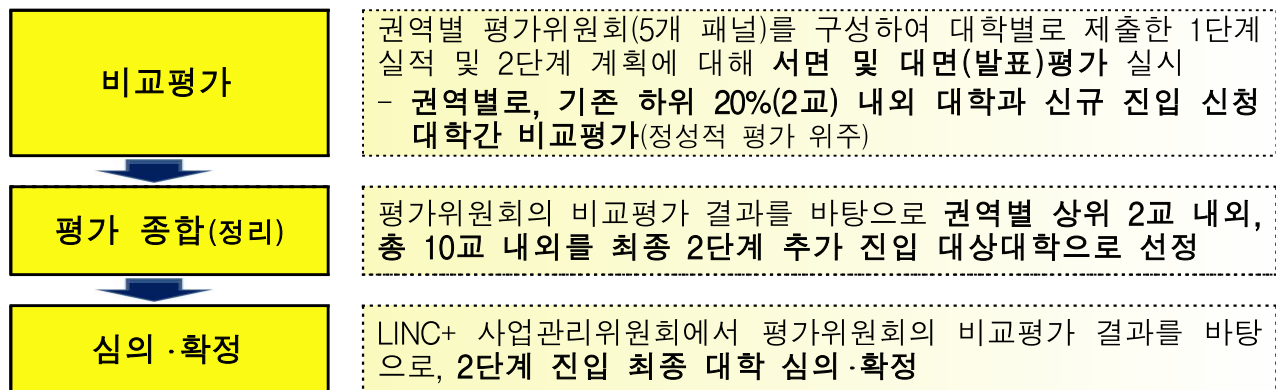 비교평가
권역별 평가위원회(5개 패널)를 구성하여 대학별로 제출한 1단계
실적 및 2단계 계획에 대해 서면 및 대면(발표)평가 실시
- 권역별로, 기존 하위 20%(2교) 내외 대학과 신규 진입 신청
대학간 비교평가(정성적 평가 위주)
평가 종합(정리)
평가위원회의 비교평가 결과를 바탕으로 권역별 상위 2교 내외,
총 10교 내외를 최종 2단계 추가 진입 대상대학으로 선정
심의·확정
LINC+ 사업관리위원회에서 평가위원회의 비교평가 결과를 바탕
으로, 2단계 진입 최종 대학 심의·확정